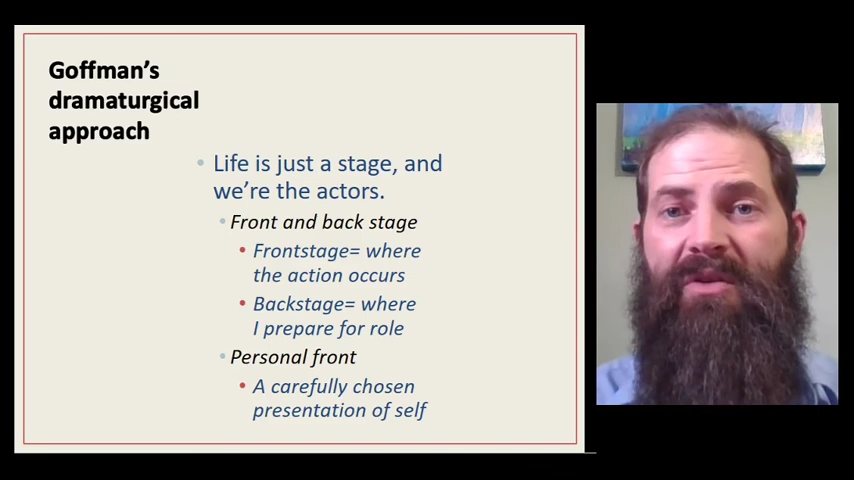 Goffman's
dramaturgical
approach
• Life is just a stage, and
we're the actors.
• Front and back stage
• Frontstage= where
the action occurs
• Backstage= where
I prepare for role
• Personal front
• A carefully chosen
presentation of self